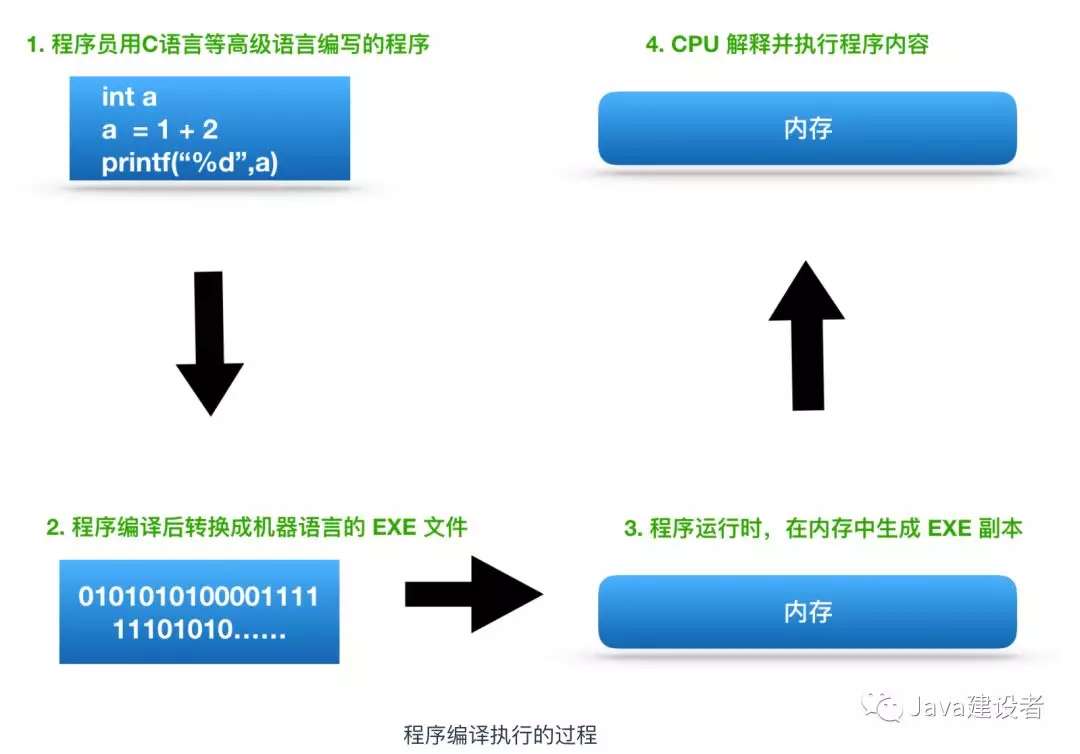 1. 程序员用C语言等高级语言编写的程序
int a
a = 1 + 2
printf(“%d”,a)
2. 程序编译后转换成机器语言的 EXE 文件
0101010100001111
11101010......
3. 程序运行时，在内存中生成 EXE 副本
内存
4. CPU 解释并执行程序内容
内存
程序编译执行的过程
Java建设者